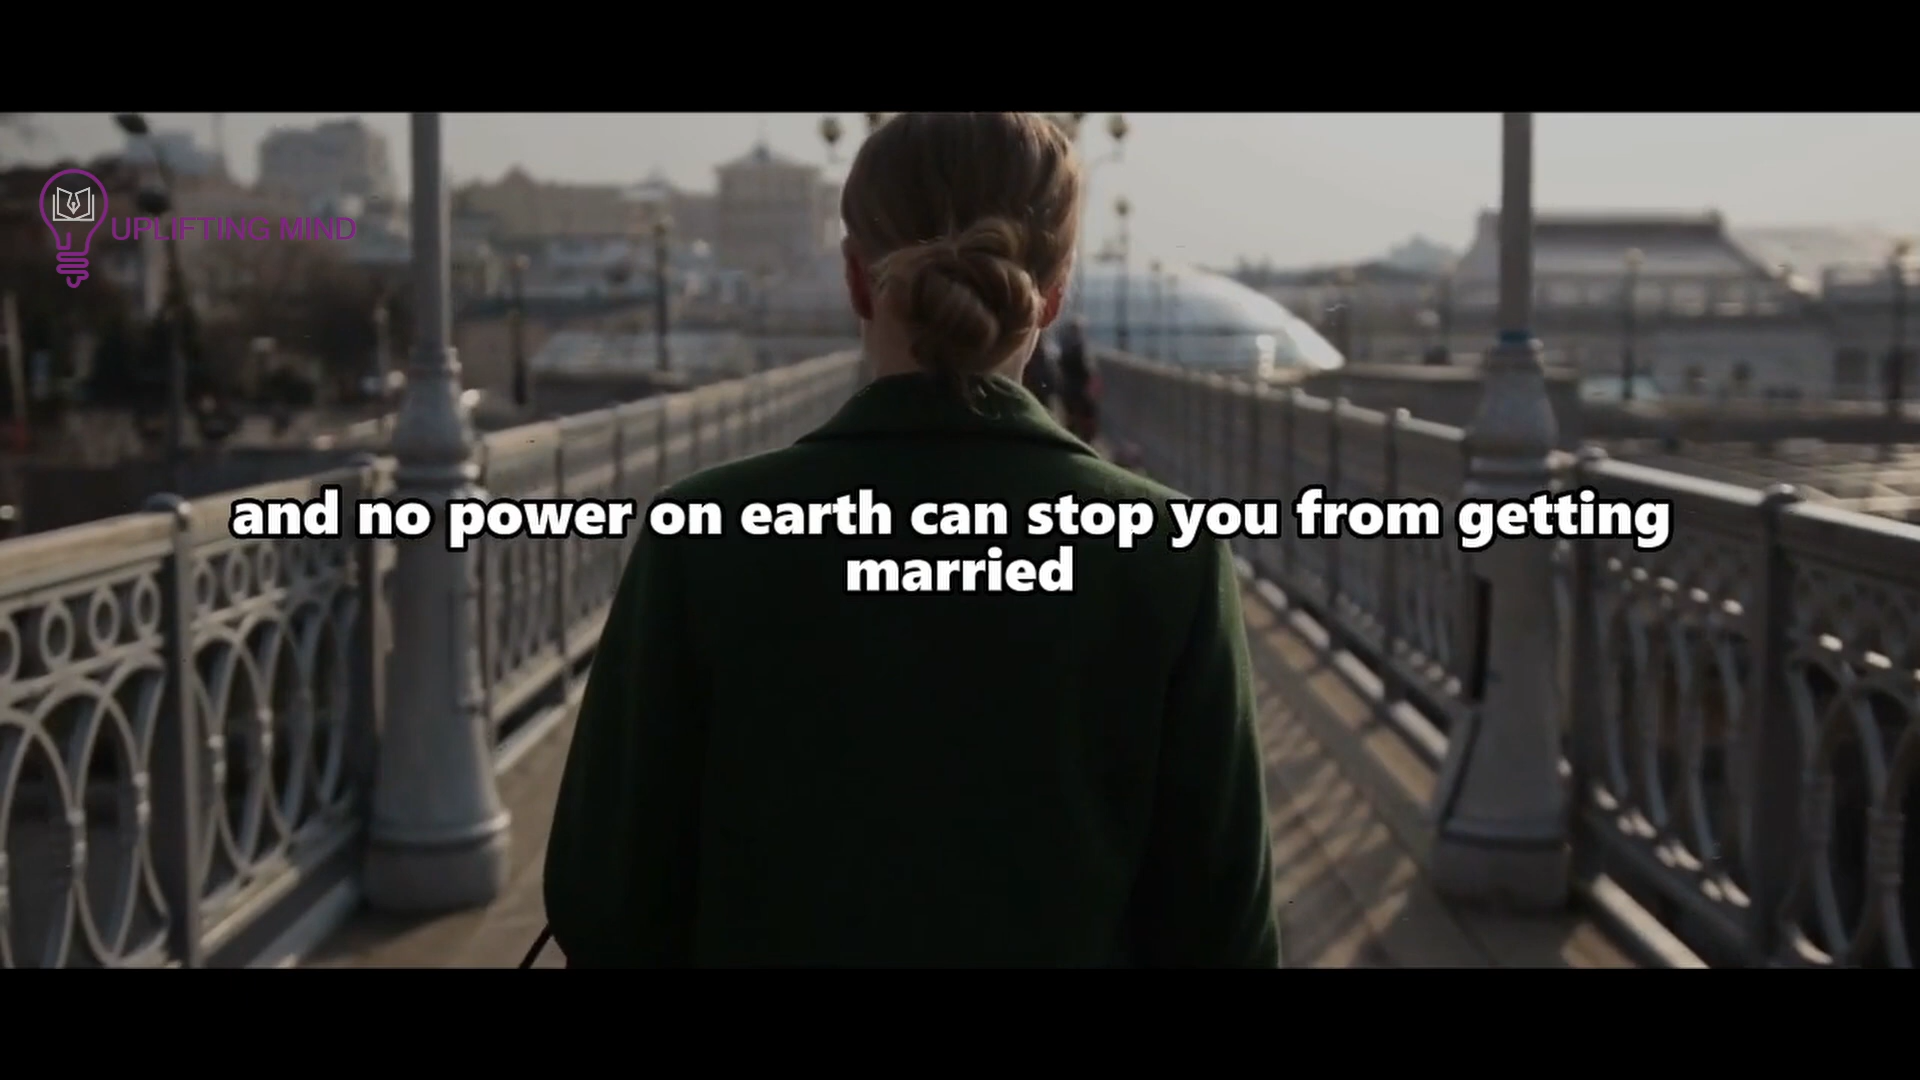 UPLIFTING MIND
and no power on earth can stop you from getting
married